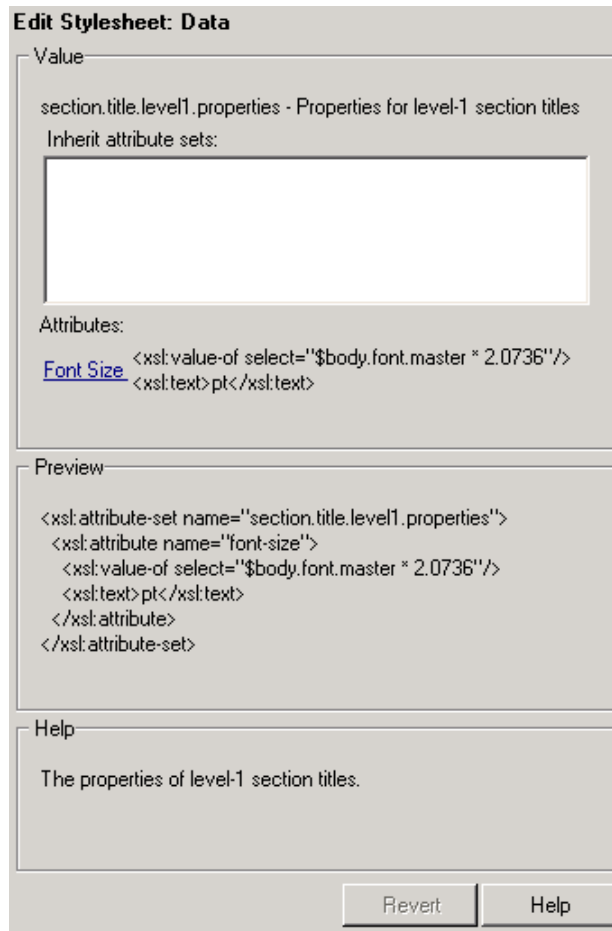 Edit Stylesheet: Data
Value
section.title.level1.properties - Properties for level-1 section titles
Inherit attribute sets:
Attributes:
Font Size <xsl:value-of select="$body.font.master * 2.0736"/>
<xsl:text>pt</xsl:text>
Preview
<xsl:attribute-set name="section.title.level1.properties">
<xsl:attribute name="font-size">
<xsl:value-of select="$body.font.master * 2.0736"/>
<xsl:text>pt</xsl:text>
</xsl:attribute>
</xsl:attribute-set>
Help
The properties of level-1 section titles.
Revert Help